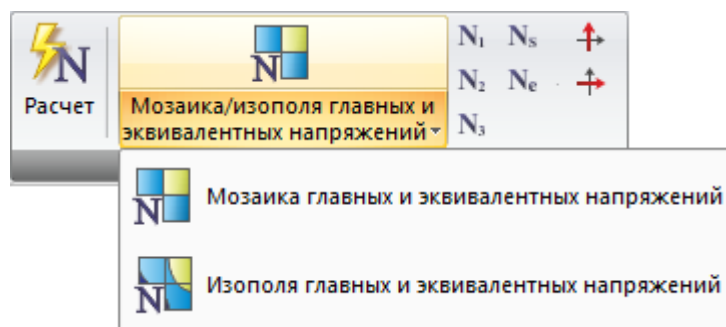 N
Расчет
N
Мозаика/изополя главных и
эквивалентных напряжений
N₁ Nₛ
N₂ Nₑ
N₃
N Мозаика главных и эквивалентных напряжений
N Изополя главных и эквивалентных напряжений